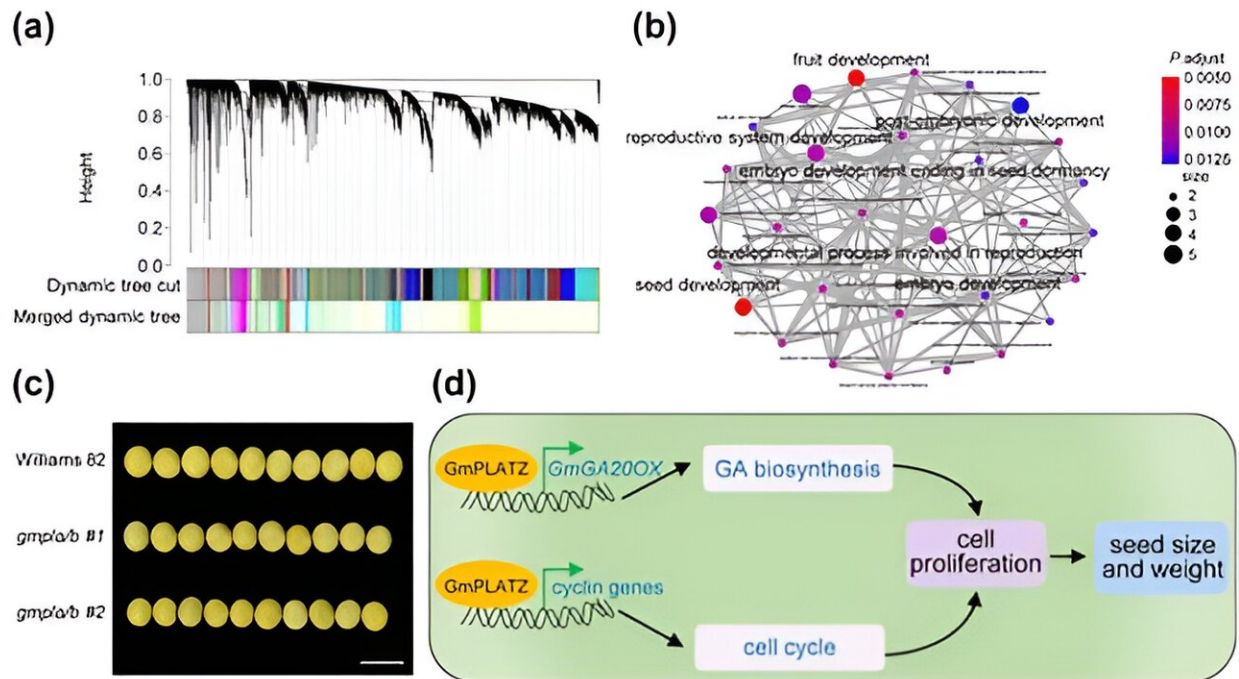 (a)
1.0
0.8
0.6
0.4
0.2
0.0
Height
Dynamic tree cut
Merged dynamic tree
(b)
fruit development
post-embryonic development
reproductive system development
embryo development ending in seed dormancy
developmental process involved in reproduction
seed development
embryo development
P.adjust
0.0050
0.0075
0.0100
0.0125
size
2
3
4
5
(c)
Williams 82
#1
#2
(d)
GmPLATZ
GmGA20OX
GA biosynthesis
GmPLATZ
cyclin genes
cell cycle
cell
proliferation
seed size
and weight